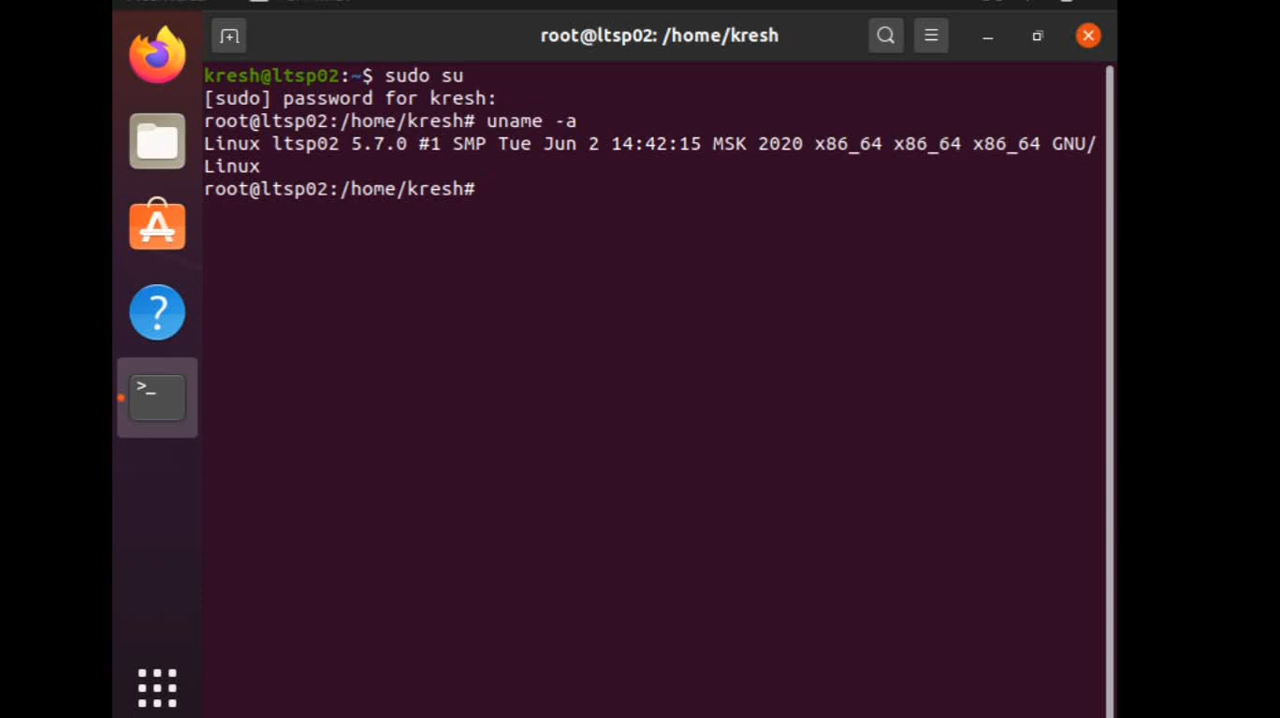 root@ltsp02: /home/kresh
kresh@ltsp02:~$ sudo su
[sudo] password for kresh:
root@ltsp02:/home/kresh# uname -a
Linux ltsp02 5.7.0 #1 SMP Tue Jun 2 14:42:15 MSK 2020 x86_64 x86_64 x86_64 GNU/
Linux
root@ltsp02:/home/kresh#